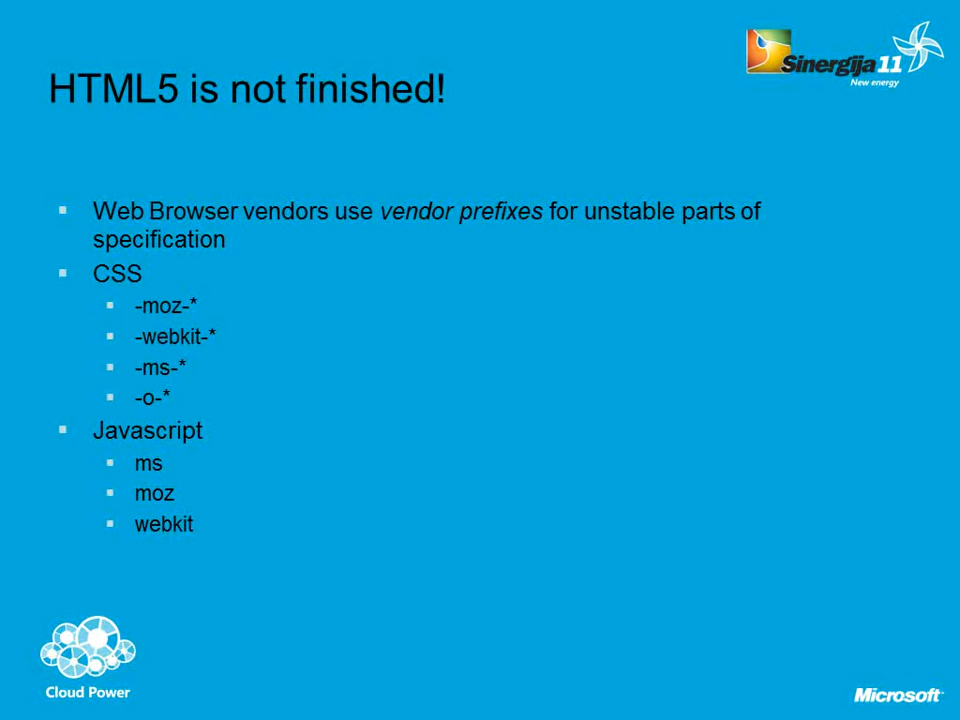 Sinergija 11
New energy
HTML5 is not finished!
Web Browser vendors use vendor prefixes for unstable parts of
specification
CSS
-moz-*
-webkit-*
-ms-*
-o-*
Javascript
ms
moz
webkit
Cloud Power
Microsoft